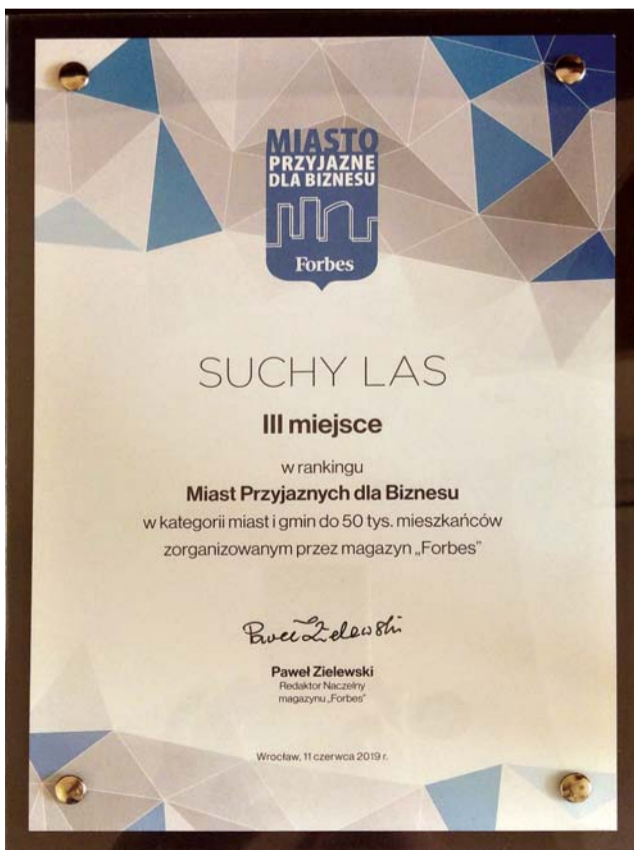 MIASTO
PRZYJAZNE
DLA BIZNESU
Forbes
SUCHY LAS
III miejsce
w rankingu
Miast Przyjaznych dla Biznesu
w kategorii miast i gmin do 50 tys. mieszkańców
zorganizowanym przez magazyn „Forbes”
Paweł Zielewski
Paweł Zielewski
Redaktor Naczelny
magazynu „Forbes”
Wrocław, 11 czerwca 2019 r.